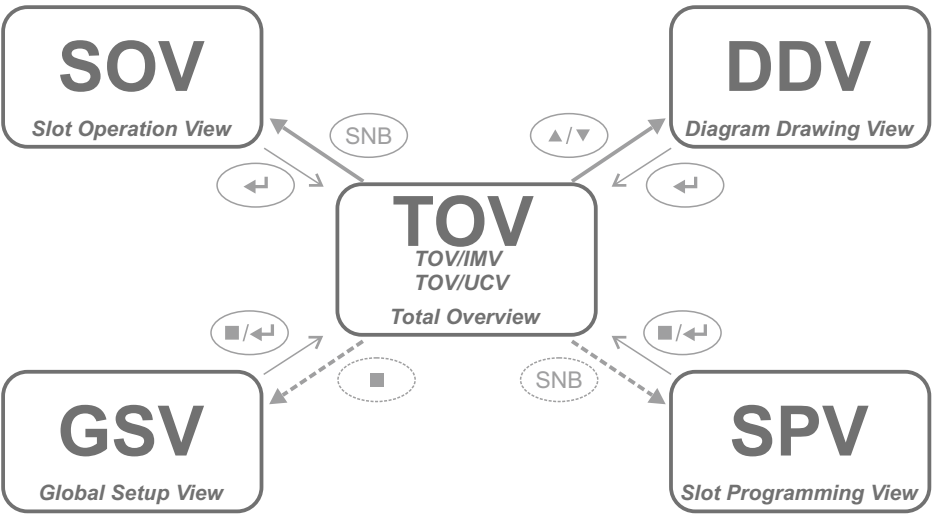 SOV
Slot Operation View
DDV
Diagram Drawing View
SNB
▲/▼
↵
↵
TOV
TOV/IMV
TOV/UCV
Total Overview
■/↵
■/↵
■
SNB
GSV
Global Setup View
SPV
Slot Programming View